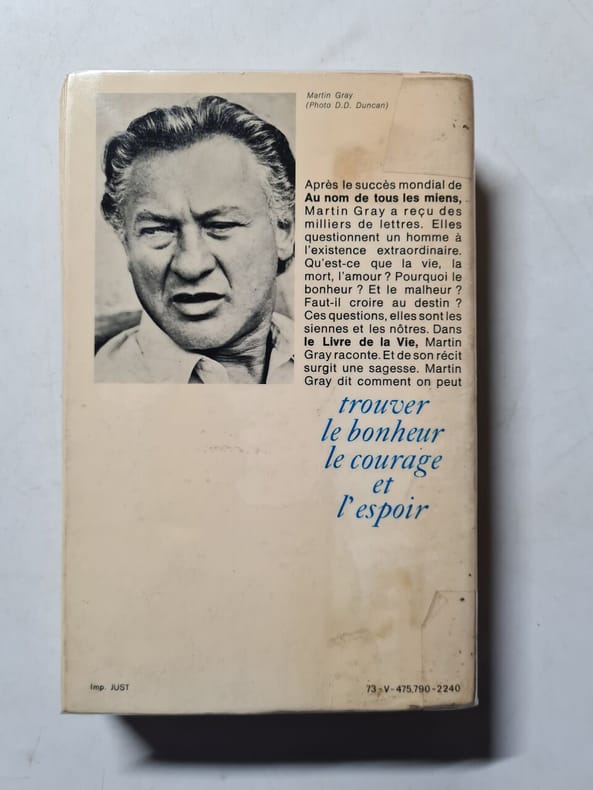 Martin Gray
(Photo D.D. Duncan)
Après le succès mondial de
Au nom de tous les miens,
Martin Gray a reçu des
milliers de lettres. Elles
questionnent un homme à
l'existence extraordinaire.
Qu'est-ce que la vie, la
mort, l'amour ? Pourquoi le
bonheur ? Et le malheur ?
Faut-il croire au destin ?
Ces questions, elles sont les
siennes et les nôtres. Dans
le Livre de la Vie, Martin
Gray raconte. Et de son récit
surgit une sagesse. Martin
Gray dit comment on peut
trouver
le bonheur
le courage
et
l'espoir
Imp. JUST
73-V-475.790-2240